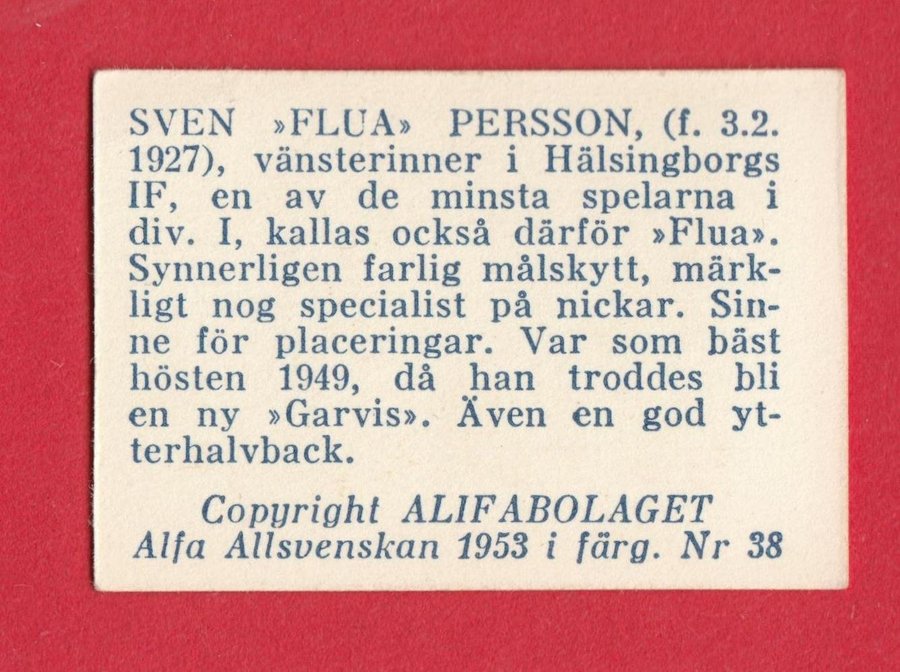 SVEN »FLUA» PERSSON, (f. 3.2.
1927), vänsterinner i Hälsingborgs
IF, en av de minsta spelarna i
div. I, kallas också därför »Flua».
Synnerligen farlig målskytt, märk-
ligt nog specialist på nickar. Sin-
ne för placeringar. Var som bäst
hösten 1949, då han troddes bli
en ny »Garvis». Även en god yt-
terhalvback.
Copyright ALIFABOLAGET
Alfa Allsvenskan 1953 i färg. Nr 38